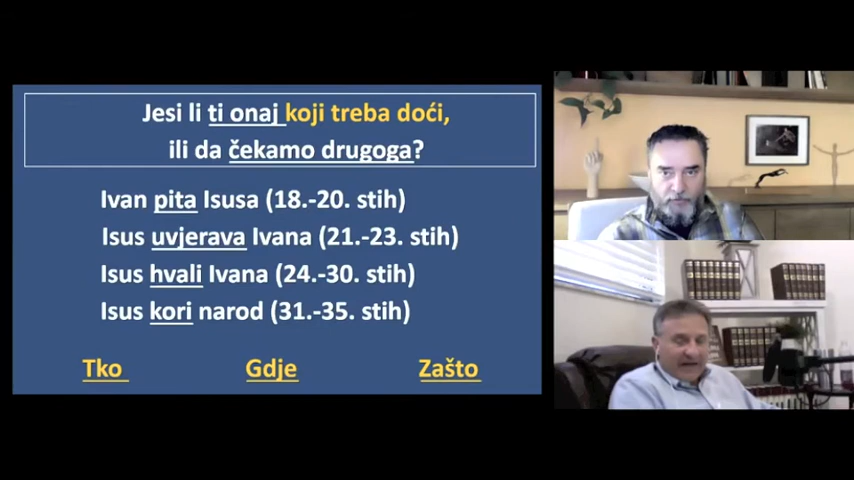 Jesi li ti onaj koji treba doći,
ili da čekamo drugoga?
Ivan pita Isusa (18.-20. stih)
Isus uvjerava Ivana (21.-23. stih)
Isus hvali Ivana (24.-30. stih)
Isus kori narod (31.-35. stih)
Tko Gdje Zašto